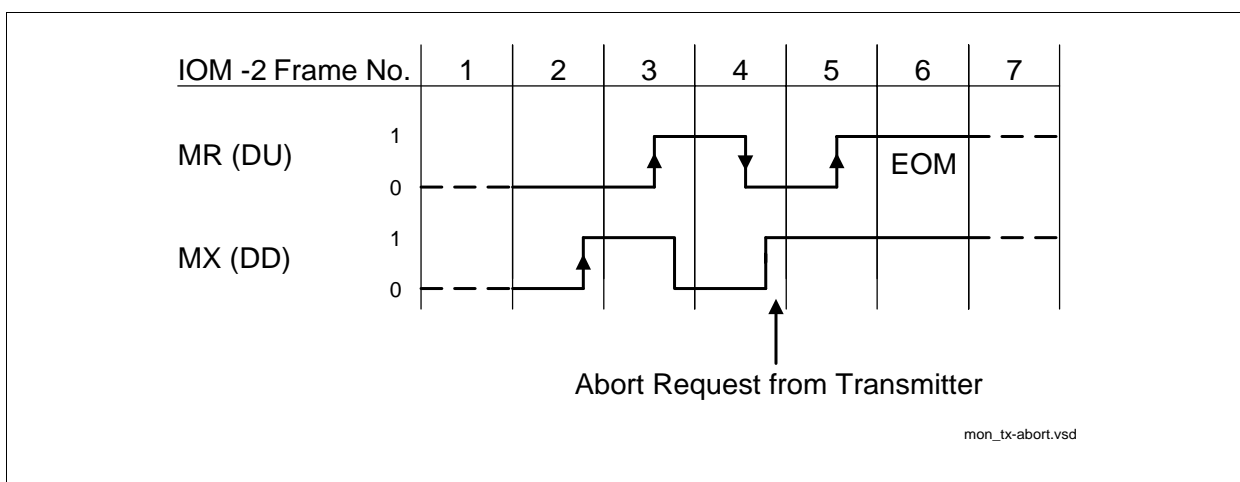 IOM -2 Frame No. 1 2 3 4 5 6 7
1
MR (DU)
EOM
0
1
MX (DD)
0
Abort Request from Transmitter
mon_tx-abort.vsd